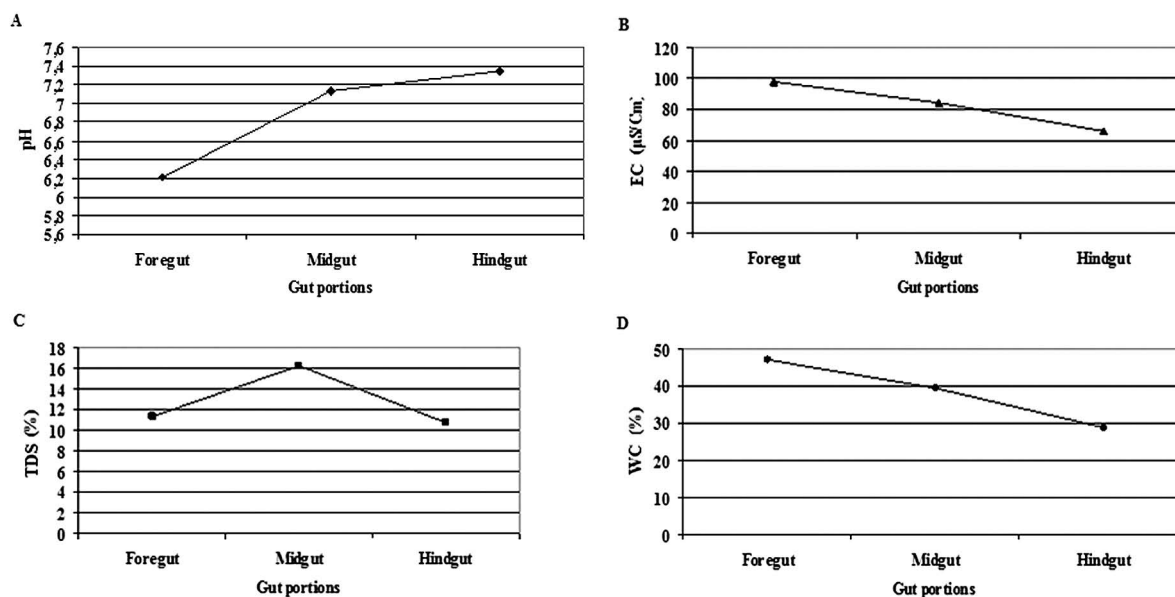 A
pH
7,6
7,4
7,2
7
6,8
6,6
6,4
6,2
6
5,8
5,6
Foregut Midgut Hindgut
Gut portions
B
EC (µS/Cm)
120
100
80
60
40
20
0
Foregut Midgut Hindgut
Gut portions
C
TDS (%)
18
16
14
12
10
8
6
4
2
0
Foregut Midgut Hindgut
Gut portions
D
WC (%)
50
40
30
20
10
0
Foregut Midgut Hindgut
Gut portions